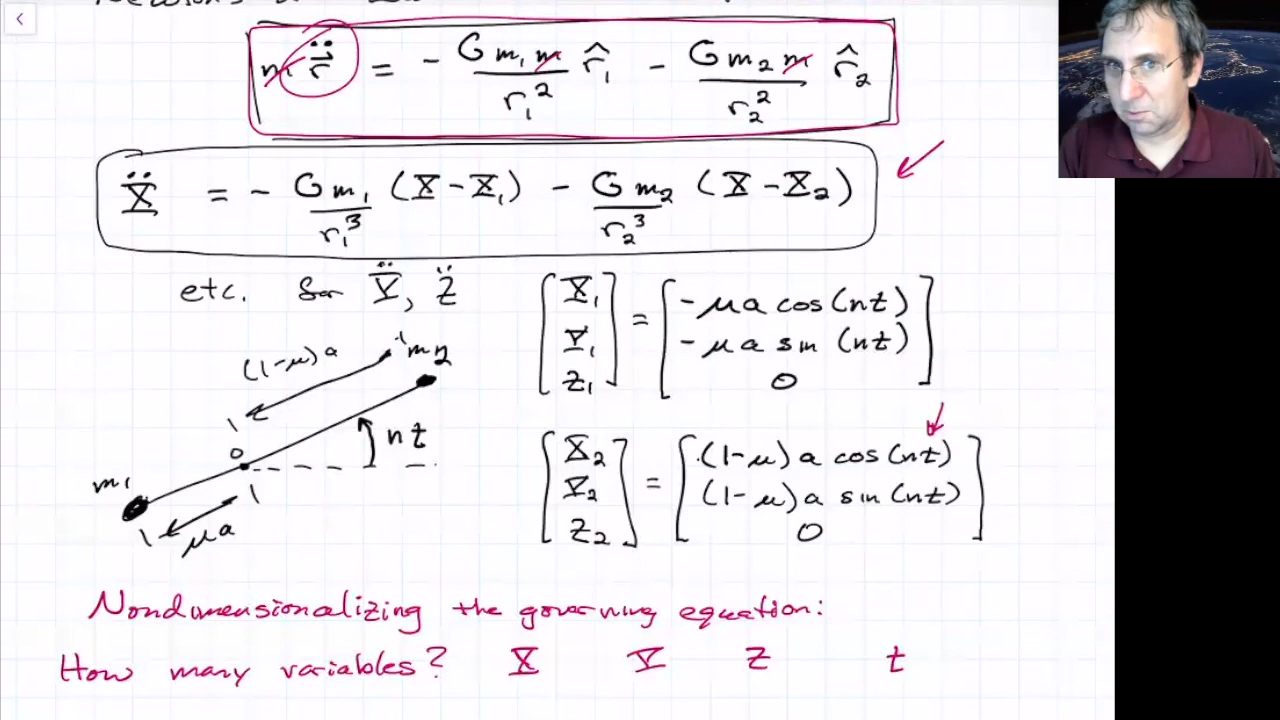 m r̈ = - G m₁ m / r₁² r̂₁ - G m₂ m / r₂² r̂₂
Ẍ = - G m₁ / r₁³ (X - X₁) - G m₂ / r₂³ (X - X₂)
etc. for Ÿ, Z̈
[X₁ Y₁ Z₁] = [-μa cos(nt) -μa sin(nt) 0]
(1-μ)a
m₂
nt
0
m₁
μa
[X₂ Y₂ Z₂] = [(1-μ)a cos(nt) (1-μ)a sin(nt) 0]
Nondimensionalizing the governing equation:
How many variables? X Y Z t